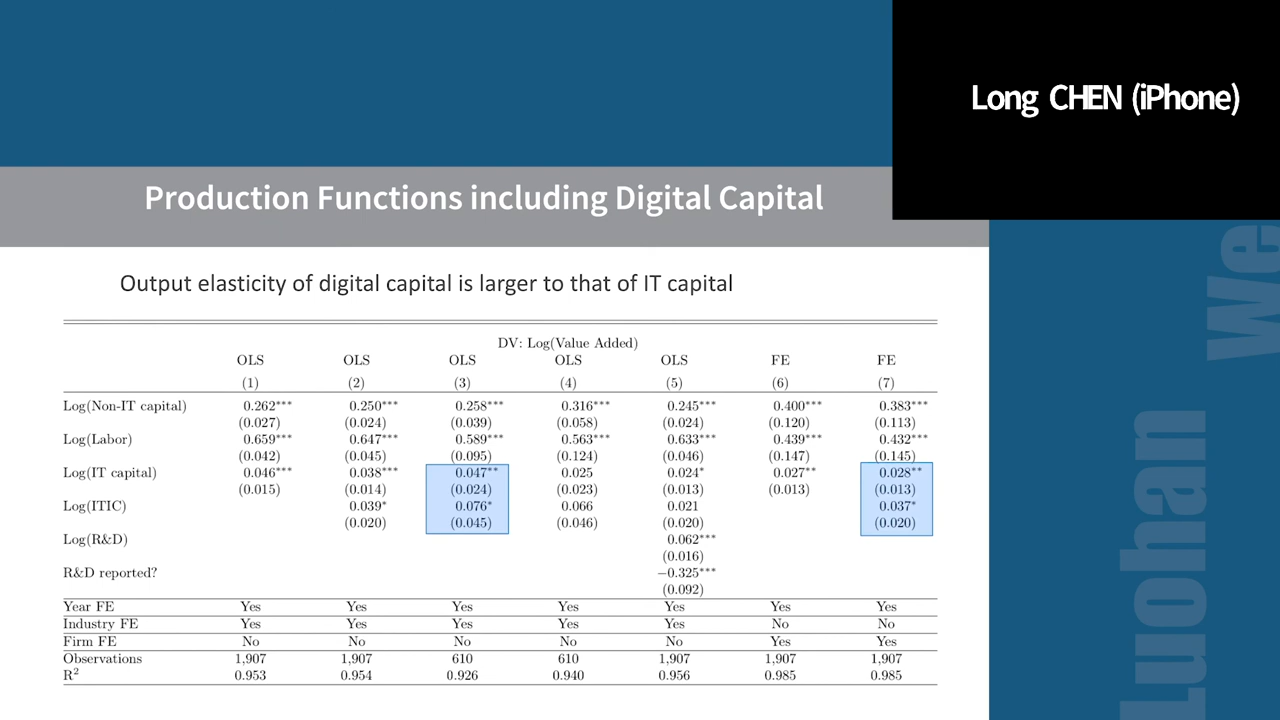 Long CHEN (iPhone)
Production Functions including Digital Capital
Output elasticity of digital capital is larger to that of IT capital
DV: Log(Value Added)
OLS OLS OLS OLS OLS FE FE
(1) (2) (3) (4) (5) (6) (7)
Log(Non-IT capital) 0.262*** 0.250*** 0.258*** 0.316*** 0.245*** 0.400*** 0.383***
(0.027) (0.024) (0.039) (0.058) (0.024) (0.120) (0.113)
Log(Labor) 0.659*** 0.647*** 0.589*** 0.563*** 0.633*** 0.439*** 0.432***
(0.042) (0.045) (0.095) (0.124) (0.046) (0.147) (0.145)
Log(IT capital) 0.046*** 0.038*** 0.047** 0.025 0.024* 0.027** 0.028**
(0.015) (0.014) (0.024) (0.023) (0.013) (0.013) (0.013)
Log(ITIC) 0.039* 0.076* 0.066 0.021 0.037*
(0.020) (0.045) (0.046) (0.020) (0.020)
Log(R&D) 0.062***
(0.016)
R&D reported? −0.325***
(0.092)
Year FE Yes Yes Yes Yes Yes Yes Yes
Industry FE Yes Yes Yes Yes Yes No No
Firm FE No No No No No Yes Yes
Observations 1,907 1,907 610 610 1,907 1,907 1,907
R² 0.953 0.954 0.926 0.940 0.956 0.985 0.985
Luohan
We